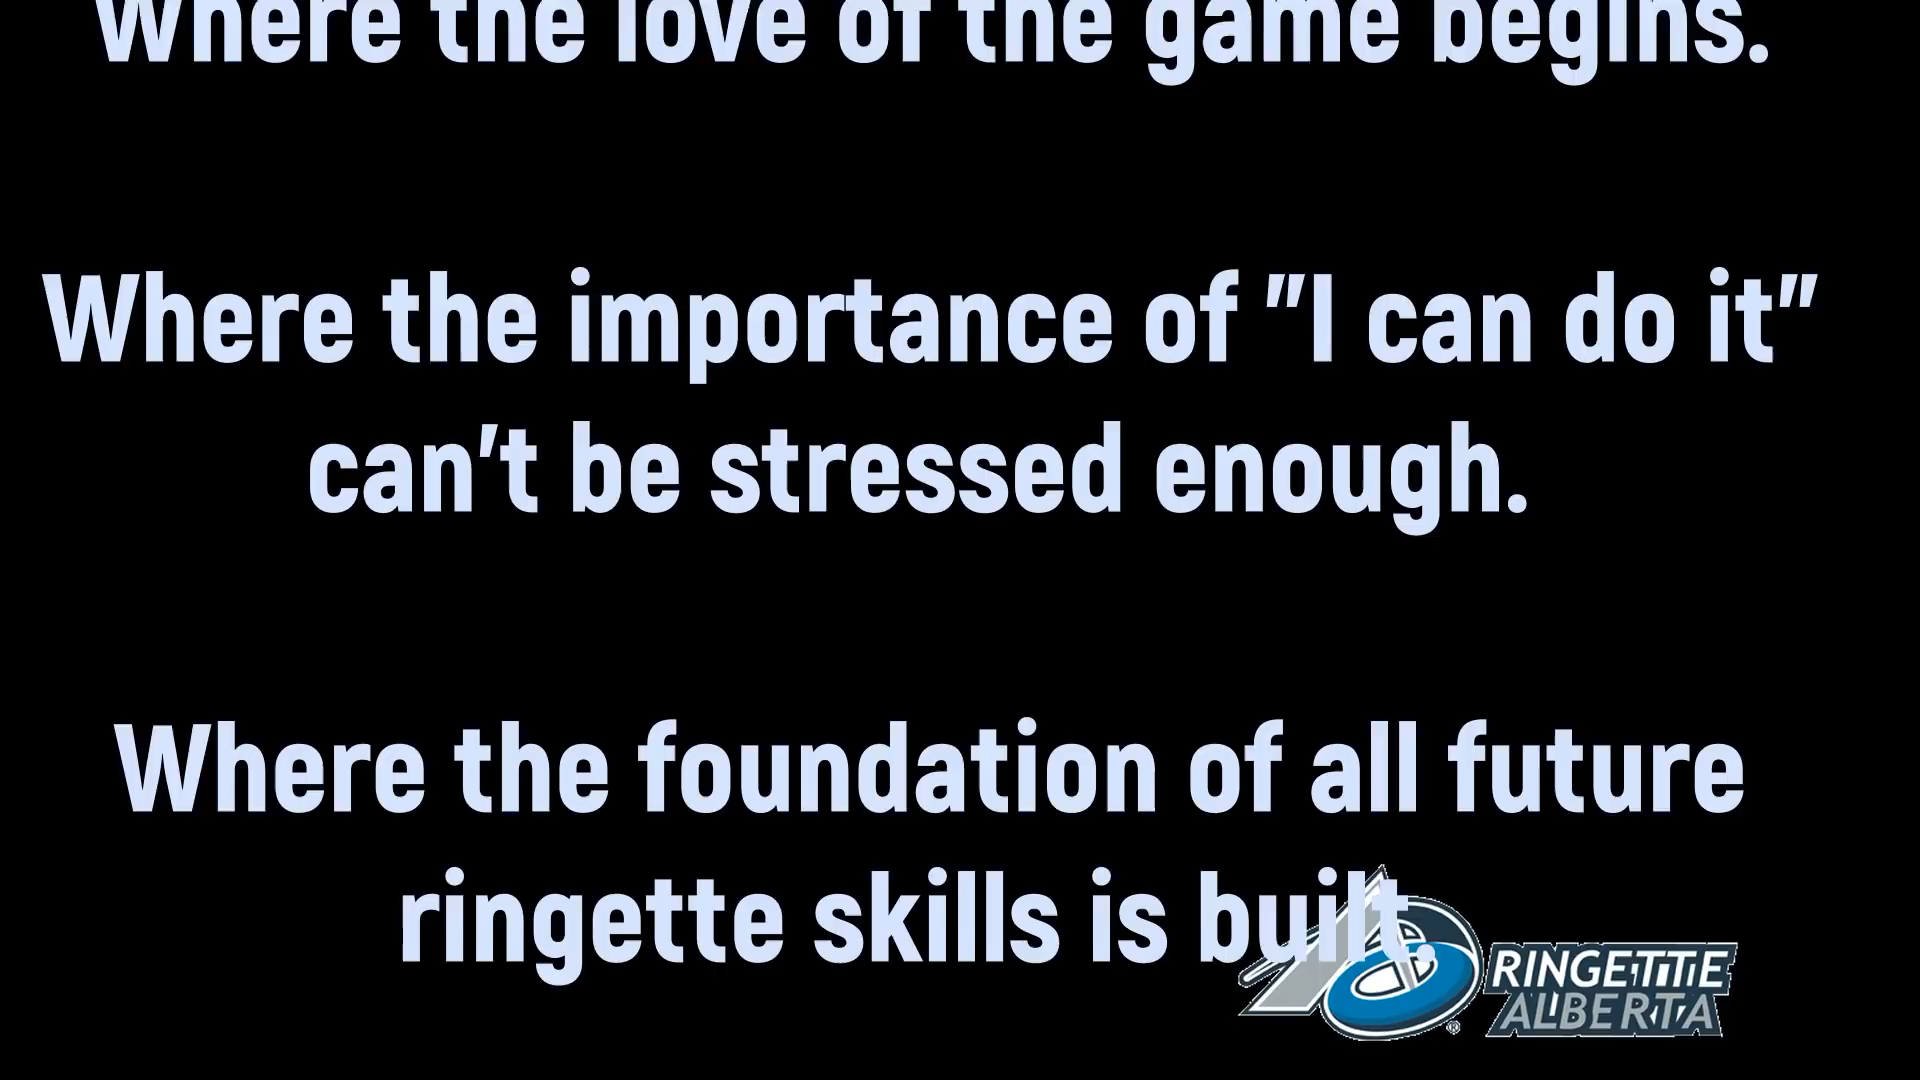 Where the love of the game begins.
Where the importance of "I can do it"
can't be stressed enough.
Where the foundation of all future
ringette skills is built.
RINGETTE
ALBERTA
®